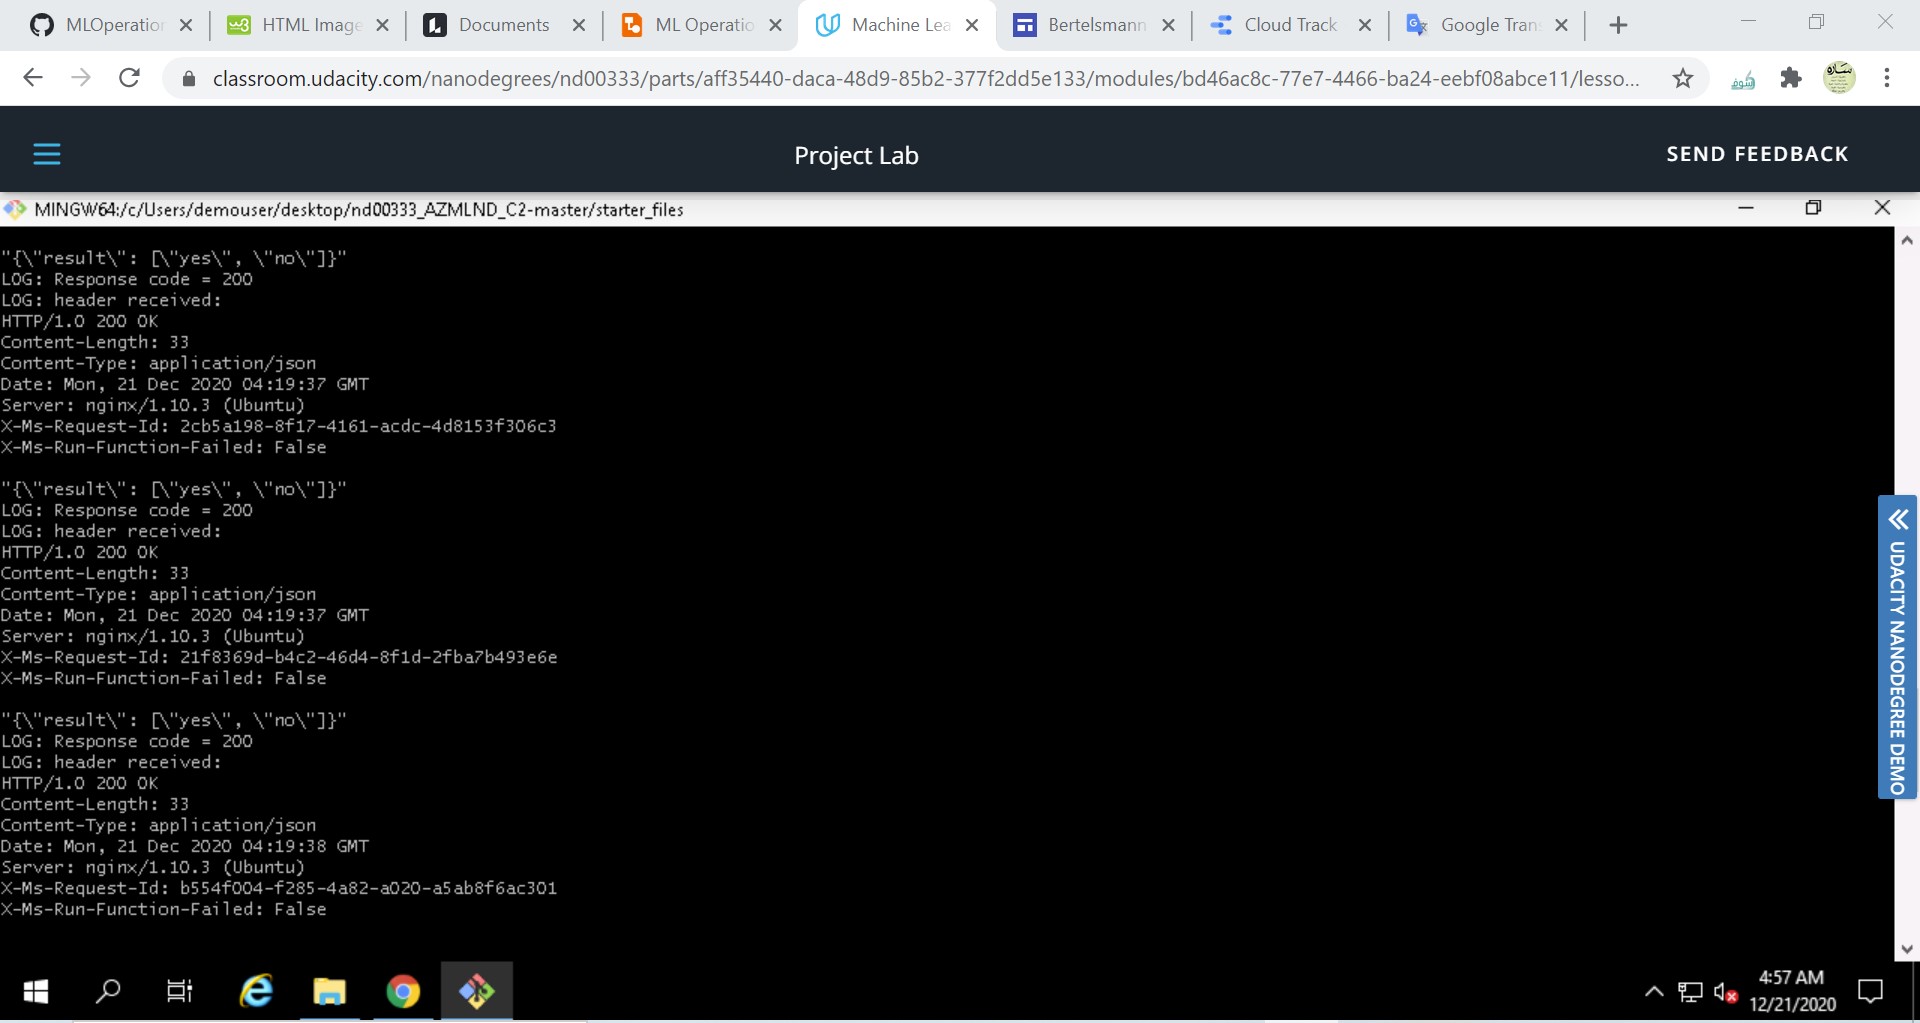 MLOperation
HTML Image
Documents
ML Operatio
Machine Lea
Bertelsmann
Cloud Track
Google Tran
classroom.udacity.com/nanodegrees/nd00333/parts/aff35440-daca-48d9-85b2-377f2dd5e133/modules/bd46ac8c-77e7-4466-ba24-eebf08abce11/lesso...
Project Lab
SEND FEEDBACK
MINGW64:/c/Users/demouser/desktop/nd00333_AZMLND_C2-master/starter_files
"{\"result\": [\"yes\", \"no\"]}"
LOG: Response code = 200
LOG: header received:
HTTP/1.0 200 OK
Content-Length: 33
Content-Type: application/json
Date: Mon, 21 Dec 2020 04:19:37 GMT
Server: nginx/1.10.3 (Ubuntu)
X-Ms-Request-Id: 2cb5a198-8f17-4161-acdc-4d8153f306c3
X-Ms-Run-Function-Failed: False
"{\"result\": [\"yes\", \"no\"]}"
LOG: Response code = 200
LOG: header received:
HTTP/1.0 200 OK
Content-Length: 33
Content-Type: application/json
Date: Mon, 21 Dec 2020 04:19:37 GMT
Server: nginx/1.10.3 (Ubuntu)
X-Ms-Request-Id: 21f8369d-b4c2-46d4-8f1d-2fba7b493e6e
X-Ms-Run-Function-Failed: False
"{\"result\": [\"yes\", \"no\"]}"
LOG: Response code = 200
LOG: header received:
HTTP/1.0 200 OK
Content-Length: 33
Content-Type: application/json
Date: Mon, 21 Dec 2020 04:19:38 GMT
Server: nginx/1.10.3 (Ubuntu)
X-Ms-Request-Id: b554f004-f285-4a82-a020-a5ab8f6ac301
X-Ms-Run-Function-Failed: False
UDACITY NANODEGREE DEMO
4:57 AM
12/21/2020